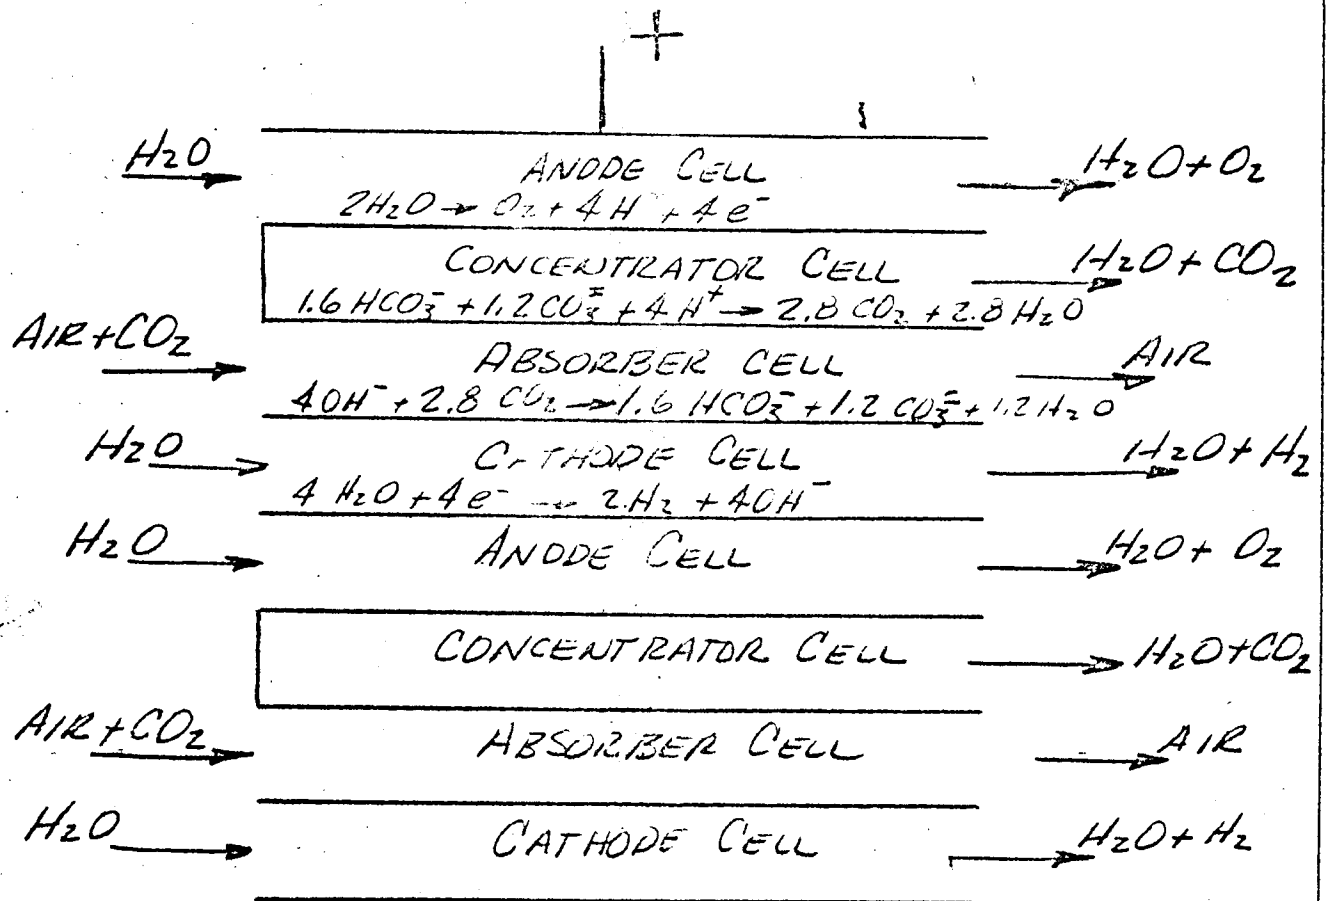 +
H₂O ANODE CELL H₂O + O₂
2H₂O → O₂ + 4H⁻ + 4e⁻
CONCENTRATOR CELL H₂O + CO₂
1.6 HCO₃⁻ + 1.2 CO₃⁼ + 4H⁺ → 2.8 CO₂ + 2.8 H₂O
AIR + CO₂ ABSORBER CELL AIR
4OH⁻ + 2.8 CO₂ → 1.6 HCO₃⁻ + 1.2 CO₃⁼ + 1.2 H₂O
H₂O CATHODE CELL H₂O + H₂
4 H₂O + 4e⁻ → 2H₂ + 4OH⁻
H₂O ANODE CELL H₂O + O₂
CONCENTRATOR CELL H₂O + CO₂
AIR + CO₂ ABSORBER CELL AIR
H₂O CATHODE CELL H₂O + H₂